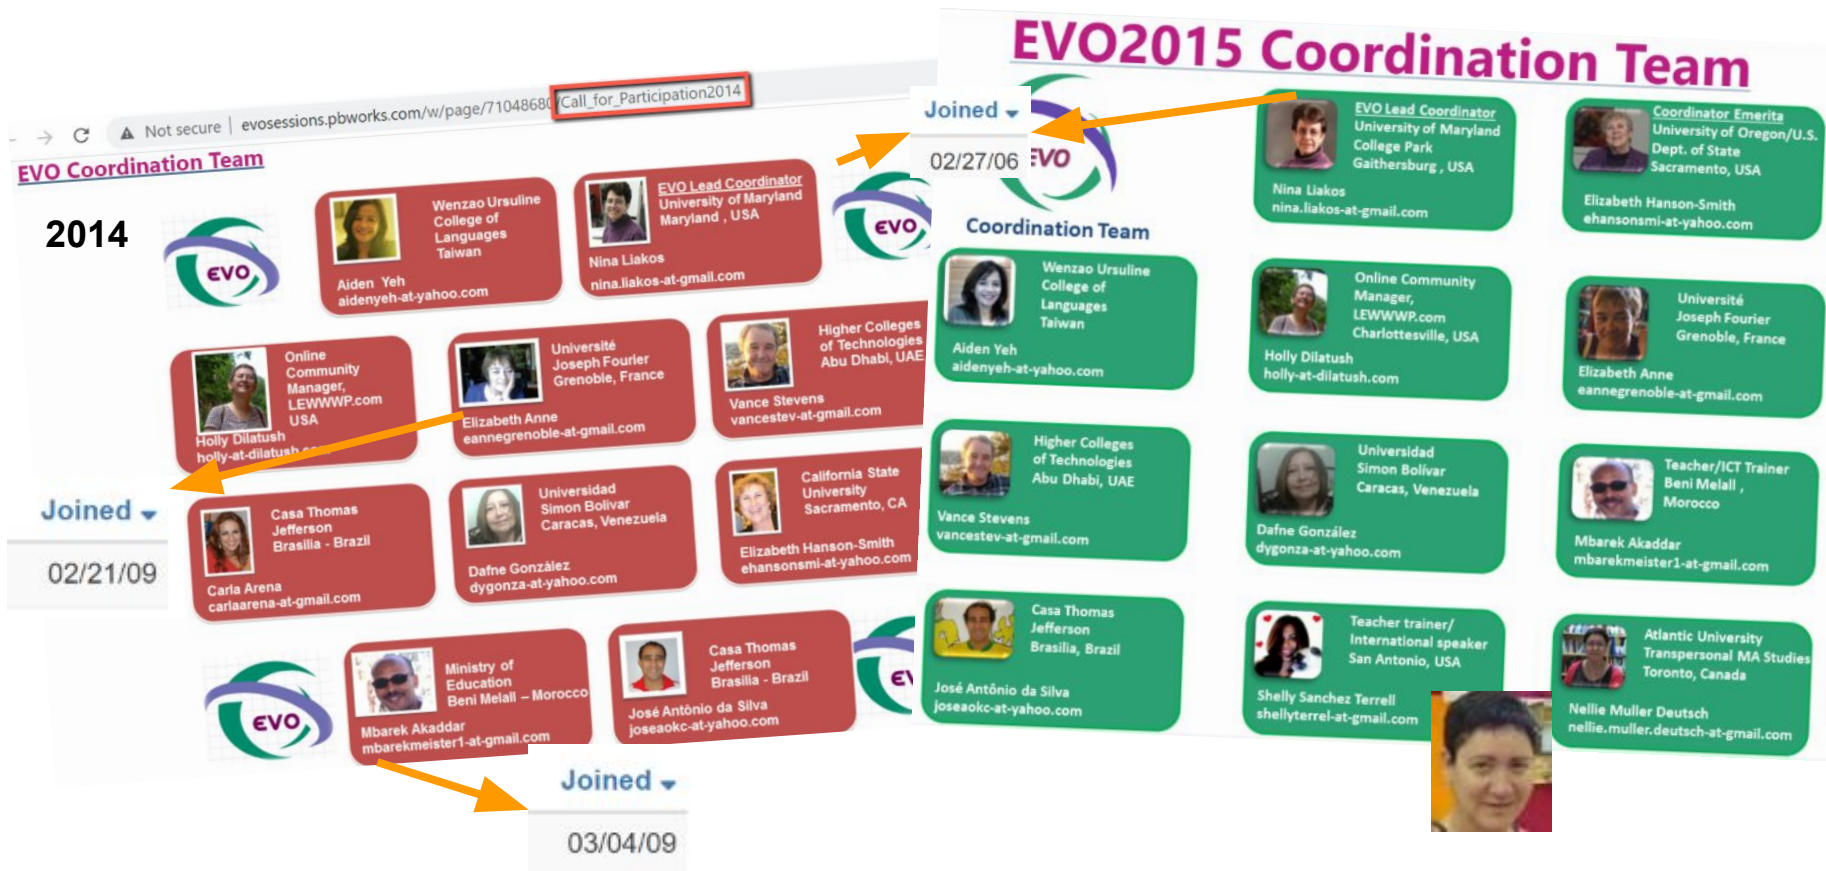 Not secure | evosessions.pbworks.com/w/page/71048680/Call_for_Participation2014
EVO Coordination Team
2014
EVO
Wenzao Ursuline
College of
Languages
Taiwan
Aiden Yeh
aidenyeh-at-yahoo.com
EVO Lead Coordinator
University of Maryland
Maryland , USA
Nina Liakos
nina.liakos-at-gmail.com
EVO
Online
Community
Manager,
LEWWWP.com
USA
Holly Dilatush
holly-at-dilatush.com
Université
Joseph Fourier
Grenoble, France
Elizabeth Anne
eannegrenoble-at-gmail.com
Higher Colleges
of Technologies
Abu Dhabi, UAE
Vance Stevens
vancestev-at-gmail.com
Joined
02/21/09
Casa Thomas
Jefferson
Brasilia - Brazil
Carla Arena
carlaarena-at-gmail.com
Universidad
Simon Bolivar
Caracas, Venezuela
Dafne González
dygonza-at-yahoo.com
California State
University
Sacramento, CA
Elizabeth Hanson-Smith
ehansonsmi-at-yahoo.com
EVO
Ministry of
Education
Beni Melall – Morocco
Mbarek Akaddar
mbarekmeister1-at-gmail.com
Casa Thomas
Jefferson
Brasilia - Brazil
José Antônio da Silva
joseaokc-at-yahoo.com
EV
Joined
03/04/09
EVO2015 Coordination Team
Joined
02/27/06
EVO
Coordination Team
EVO Lead Coordinator
University of Maryland
College Park
Gaithersburg , USA
Nina Liakos
nina.liakos-at-gmail.com
Coordinator Emerita
University of Oregon/U.S.
Dept. of State
Sacramento, USA
Elizabeth Hanson-Smith
ehansonsmi-at-yahoo.com
Wenzao Ursuline
College of
Languages
Taiwan
Aiden Yeh
aidenyeh-at-yahoo.com
Online Community
Manager,
LEWWWP.com
Charlottesville, USA
Holly Dilatush
holly-at-dilatush.com
Université
Joseph Fourier
Grenoble, France
Elizabeth Anne
eannegrenoble-at-gmail.com
Higher Colleges
of Technologies
Abu Dhabi, UAE
Vance Stevens
vancestev-at-gmail.com
Universidad
Simon Bolívar
Caracas, Venezuela
Dafne González
dygonza-at-yahoo.com
Teacher/ICT Trainer
Beni Melall ,
Morocco
Mbarek Akaddar
mbarekmeister1-at-gmail.com
Casa Thomas
Jefferson
Brasilia, Brazil
José Antônio da Silva
joseaokc-at-yahoo.com
Teacher trainer/
International speaker
San Antonio, USA
Shelly Sanchez Terrell
shellyterrel-at-gmail.com
Atlantic University
Transpersonal MA Studies
Toronto, Canada
Nellie Muller Deutsch
nellie.muller.deutsch-at-gmail.com